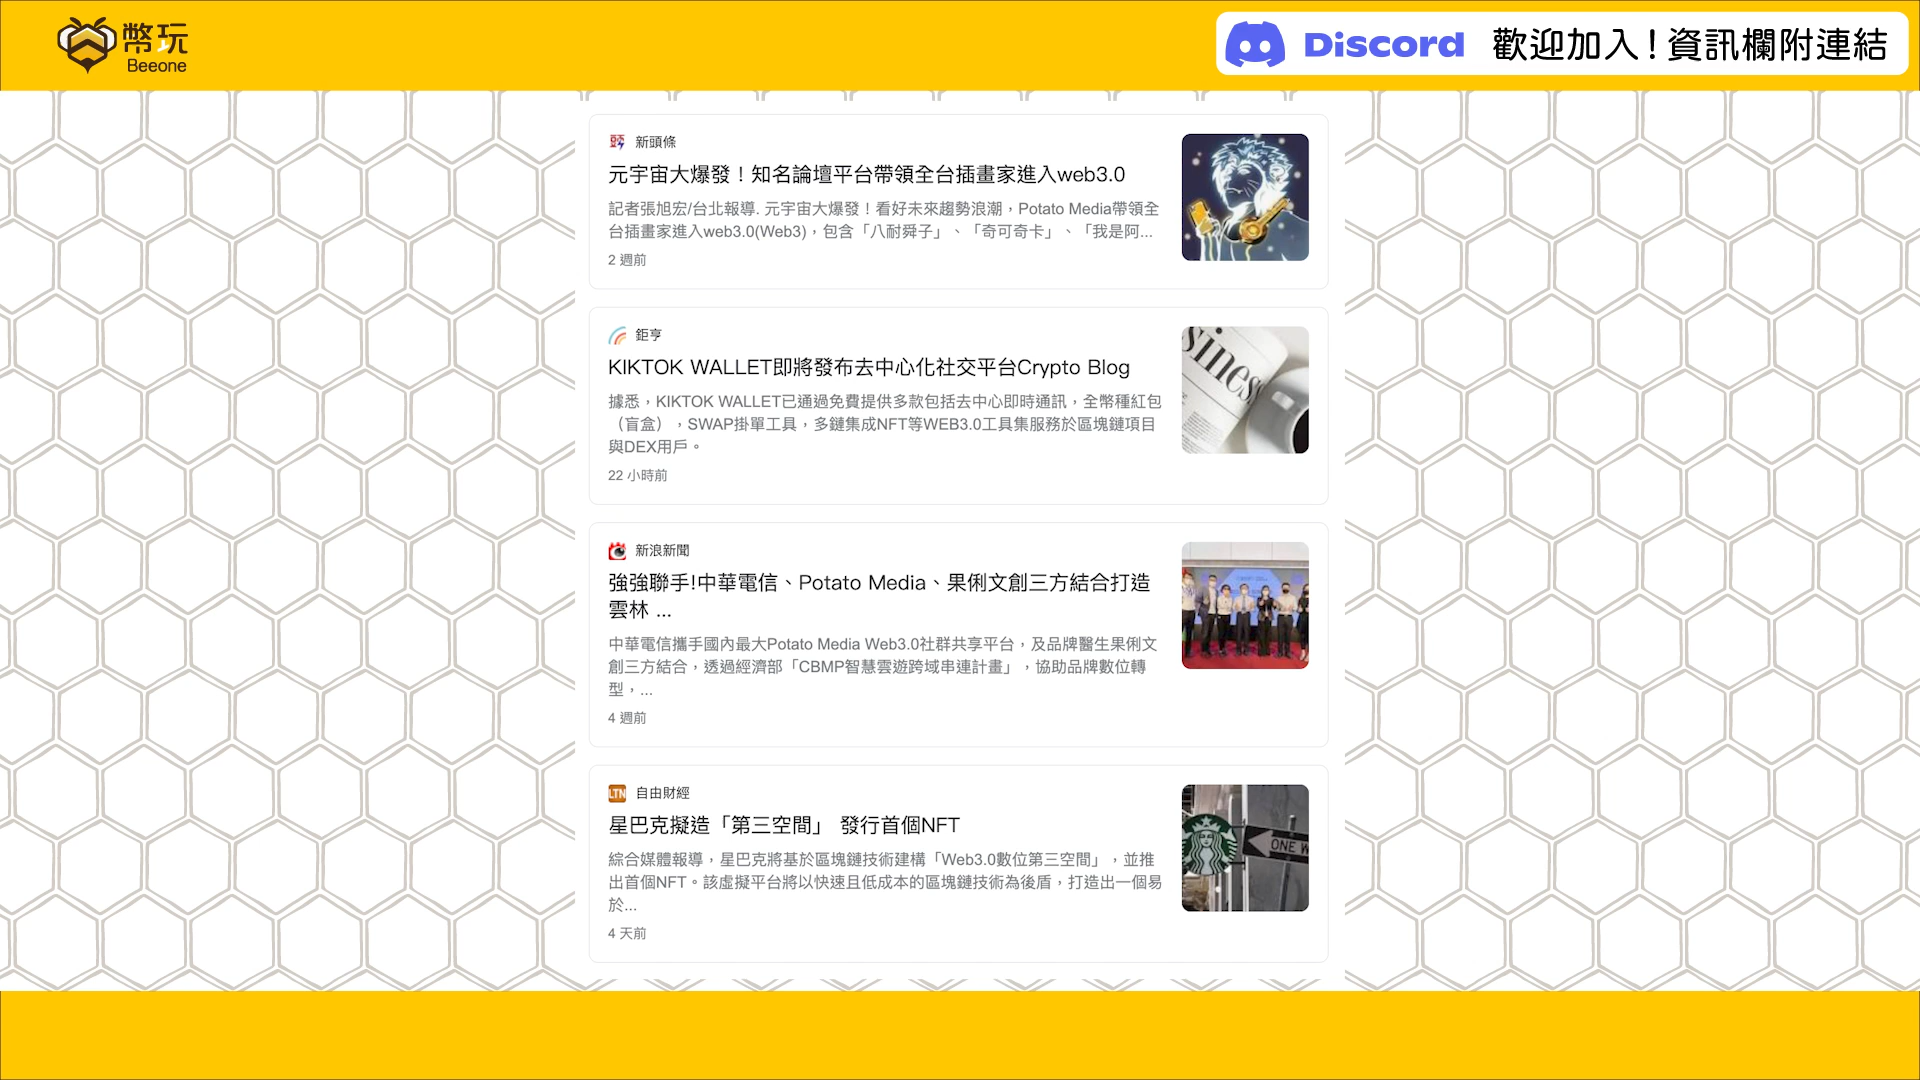 幣玩
Beeone
Discord 歡迎加入!資訊欄附連結
新頭條
元宇宙大爆發!知名論壇平台帶領全台插畫家進入web3.0
記者張旭宏/台北報導. 元宇宙大爆發!看好未來趨勢浪潮,Potato Media帶領全
台插畫家進入web3.0(Web3),包含「八耐舜子」、「奇可奇卡」、「我是阿...
2 週前
鉅亨
KIKTOK WALLET即將發布去中心化社交平台Crypto Blog
據悉,KIKTOK WALLET已通過免費提供多款包括去中心即時通訊,全幣種紅包
(盲盒),SWAP掛單工具,多鏈集成NFT等WEB3.0工具集服務於區塊鏈項目
與DEX用戶。
22 小時前
siness
新浪新聞
強強聯手!中華電信、Potato Media、果俐文創三方結合打造
雲林 ...
中華電信攜手國內最大Potato Media Web3.0社群共享平台,及品牌醫生果俐文
創三方結合,透過經濟部「CBMP智慧雲遊跨域串連計畫」,協助品牌數位轉
型,...
4 週前
LTN 自由財經
星巴克擬造「第三空間」 發行首個NFT
綜合媒體報導,星巴克將基於區塊鏈技術建構「Web3.0數位第三空間」,並推
出首個NFT。該虛擬平台將以快速且低成本的區塊鏈技術為後盾,打造出一個易
於...
4 天前
ONE W